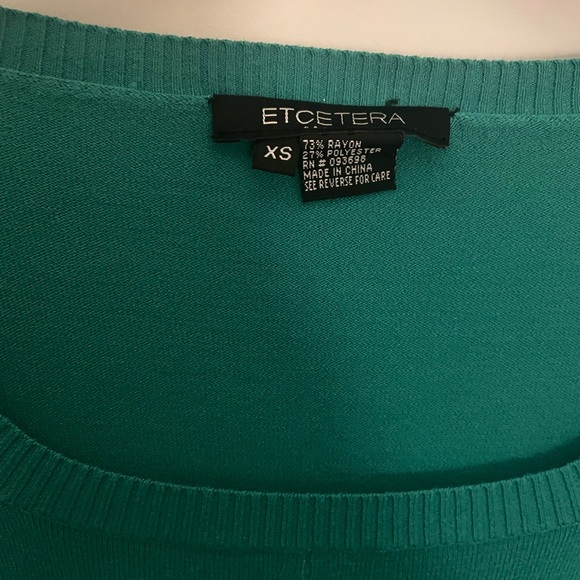 ETCETERA
XS
73% RAYON
27% POLYESTER
RN # 093696
MADE IN CHINA
SEE REVERSE FOR CARE